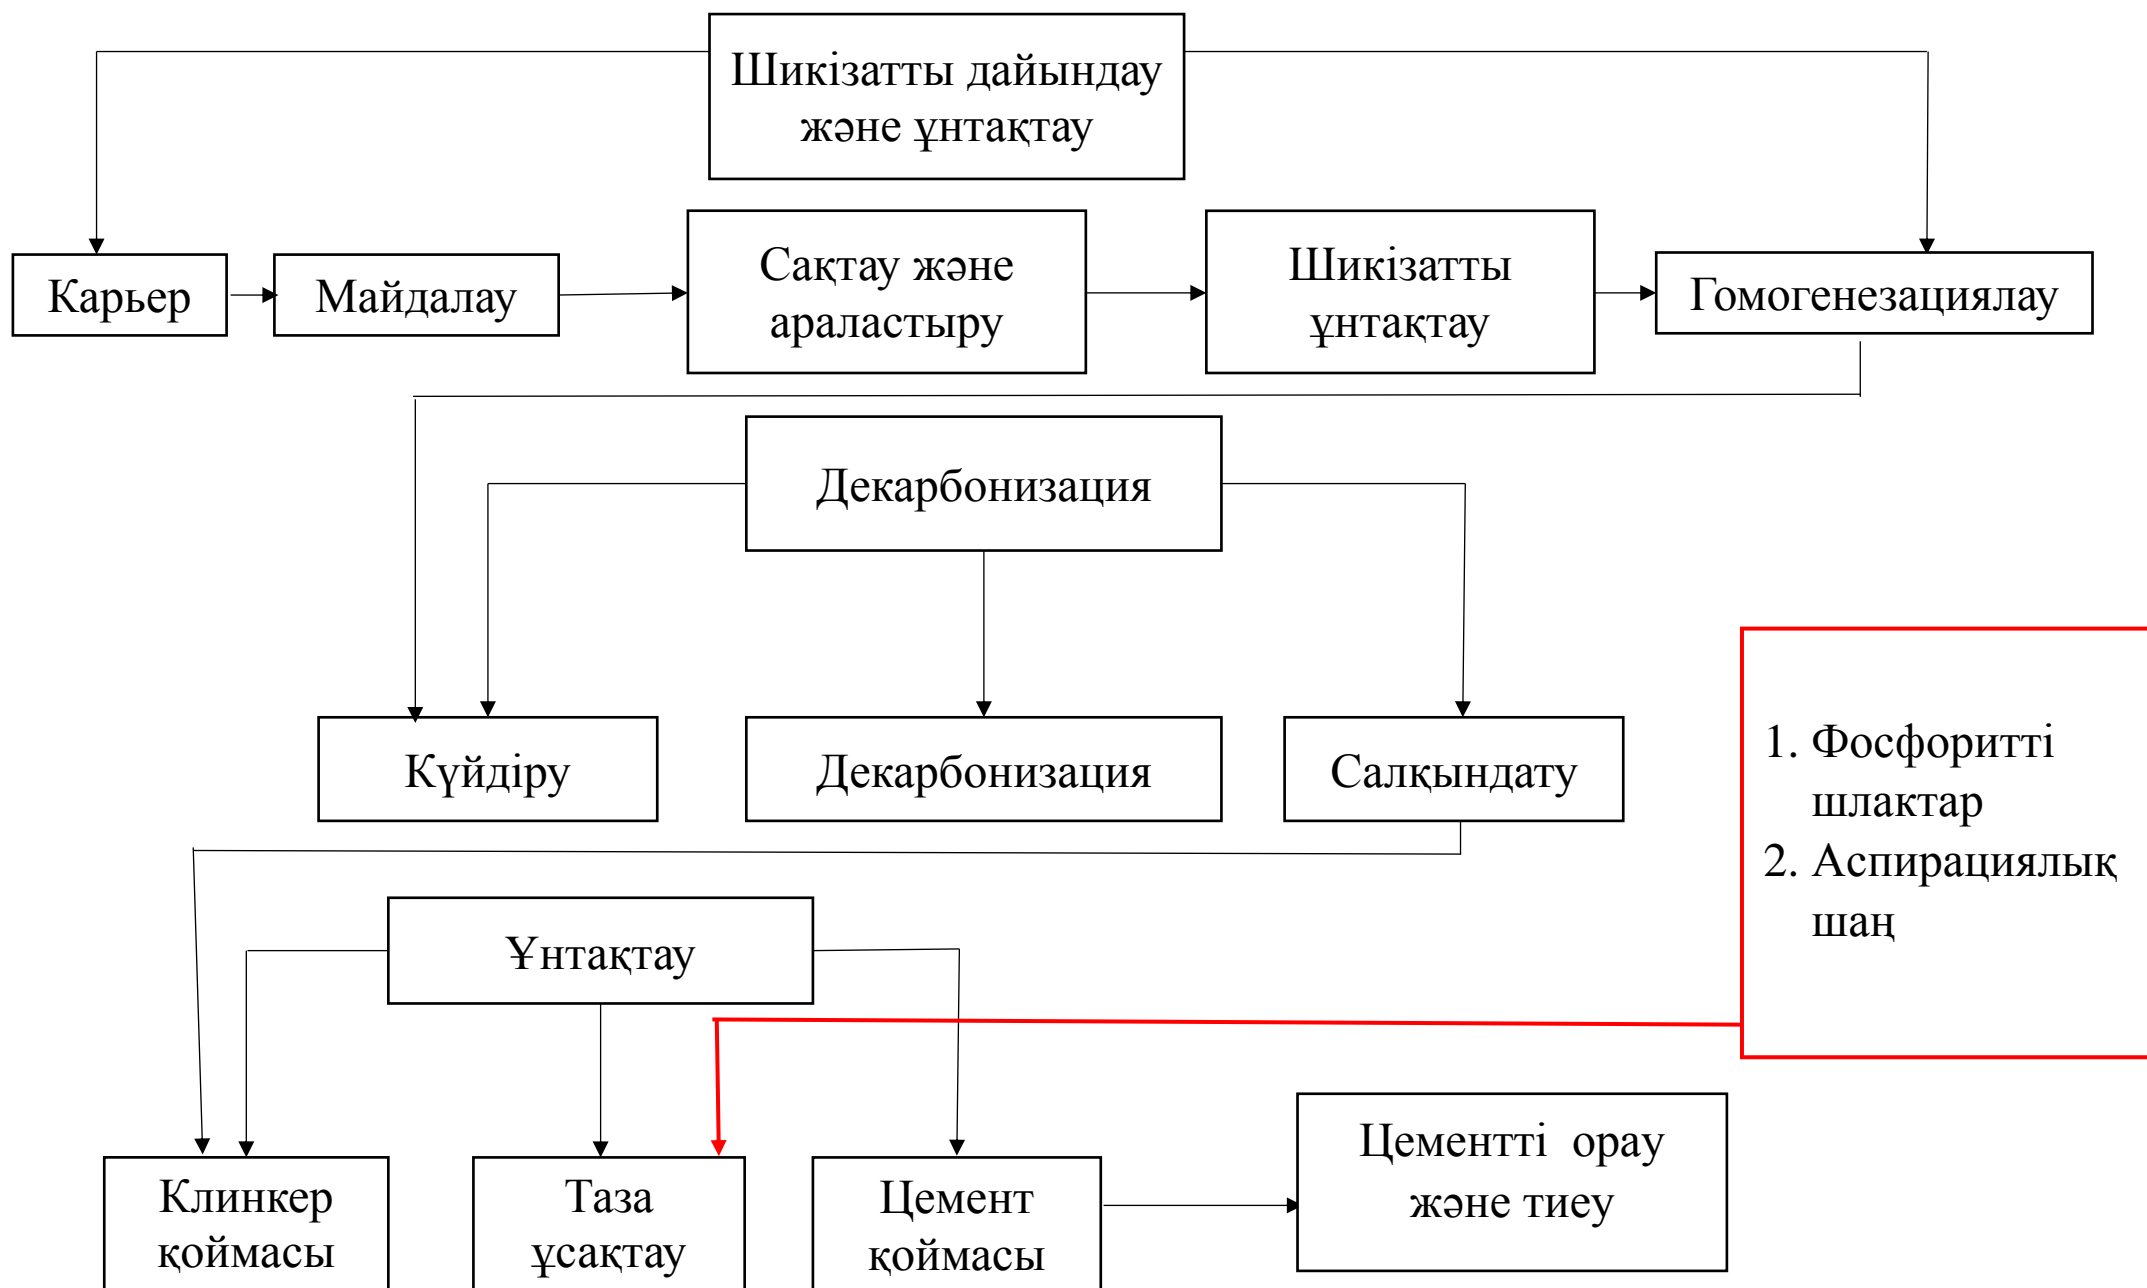 Шикізатты дайындау
және ұнтақтау
Карьер
Майдалау
Сақтау және
араластыру
Шикізатты
ұнтақтау
Гомогенезациялау
Декарбонизация
Күйдіру
Декарбонизация
Салқындату
1. Фосфоритті
шлактар
2. Аспирациялық
шаң
Ұнтақтау
Клинкер
қоймасы
Таза
ұсақтау
Цемент
қоймасы
Цементті орау
және тиеу